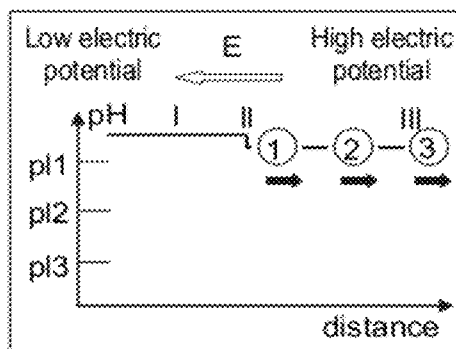 Low electric potential
E
High electric potential
pH
I
II
III
1
2
3
pI1
pI2
pI3
distance